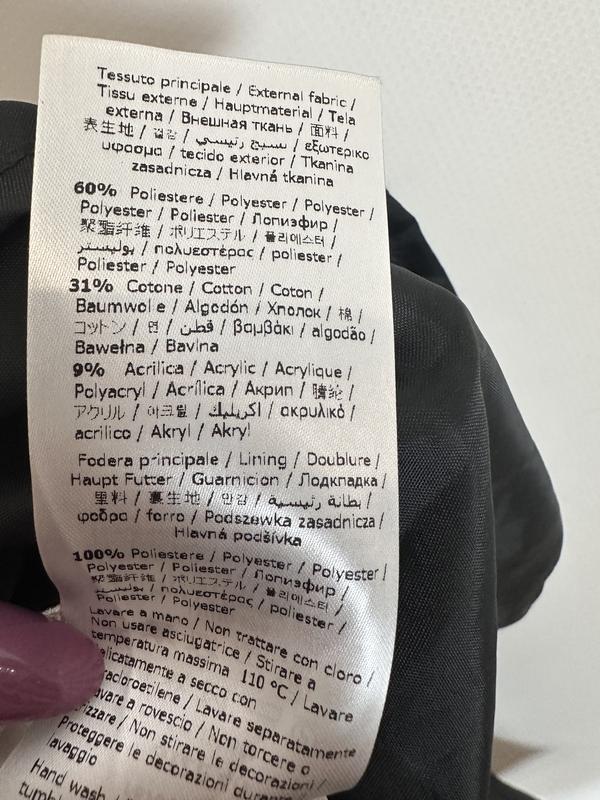 Tessuto principale / External fabric /
Tissu externe / Hauptmaterial / Tela
externa / Внешная ткань / 面料 /
表生地 / 겉감 / نسيج رئيسي / εξωτερικο
υφασμα / tecido exterior / Tkanina
zasadnicza / Hlavná tkanina
60% Poliestere / Polyester / Polyester /
Polyester / Poliester / Лопиэфир /
聚酯纤维 / ポリエステル / 폴리에스터 /
بوليستر / πολυεστέρας / poliester /
Poliester / Polyester
31% Cotone / Cotton / Coton /
Baumwolle / Algodón / Хлопок / 棉 /
コットン / 면 / قطن / βαμβάκι / algodão /
Bawełna / Bavlna
9% Acrilica / Acrylic / Acrylique /
Polyacryl / Acrílica / Акрил / 腈纶 /
アクリル / 아크릴 / اكريليك / ακρυλικό /
acrilico / Akryl / Akryl
Fodera principale / Lining / Doublure /
Haupt Futter / Guarnicion / Лодкладка /
里料 / 裏生地 / 안감 / بطانة رئيسية /
φοδρα / forro / Podszewka zasadnicza /
Hlavná podšívka
100% Poliestere / Polyester / Polyester /
Polyester / Poliester / Лопиэфир /
聚酯纤维 / ポリエステル / 폴리에스터 /
بوليستر / πολυεστέρας / poliester /
Poliester / Polyester
Lavare a mano / Non trattare con cloro /
Non usare asciugatrice / Stirare a
temperatura massima 110 °C / Lavare
delicatamente a secco con
/ Lavare separatamente
/ Lavare a rovescio / Non torcere o
/ Non stirare le decorazioni /
Proteggere le decorazioni durante
lavaggio
Hand wash